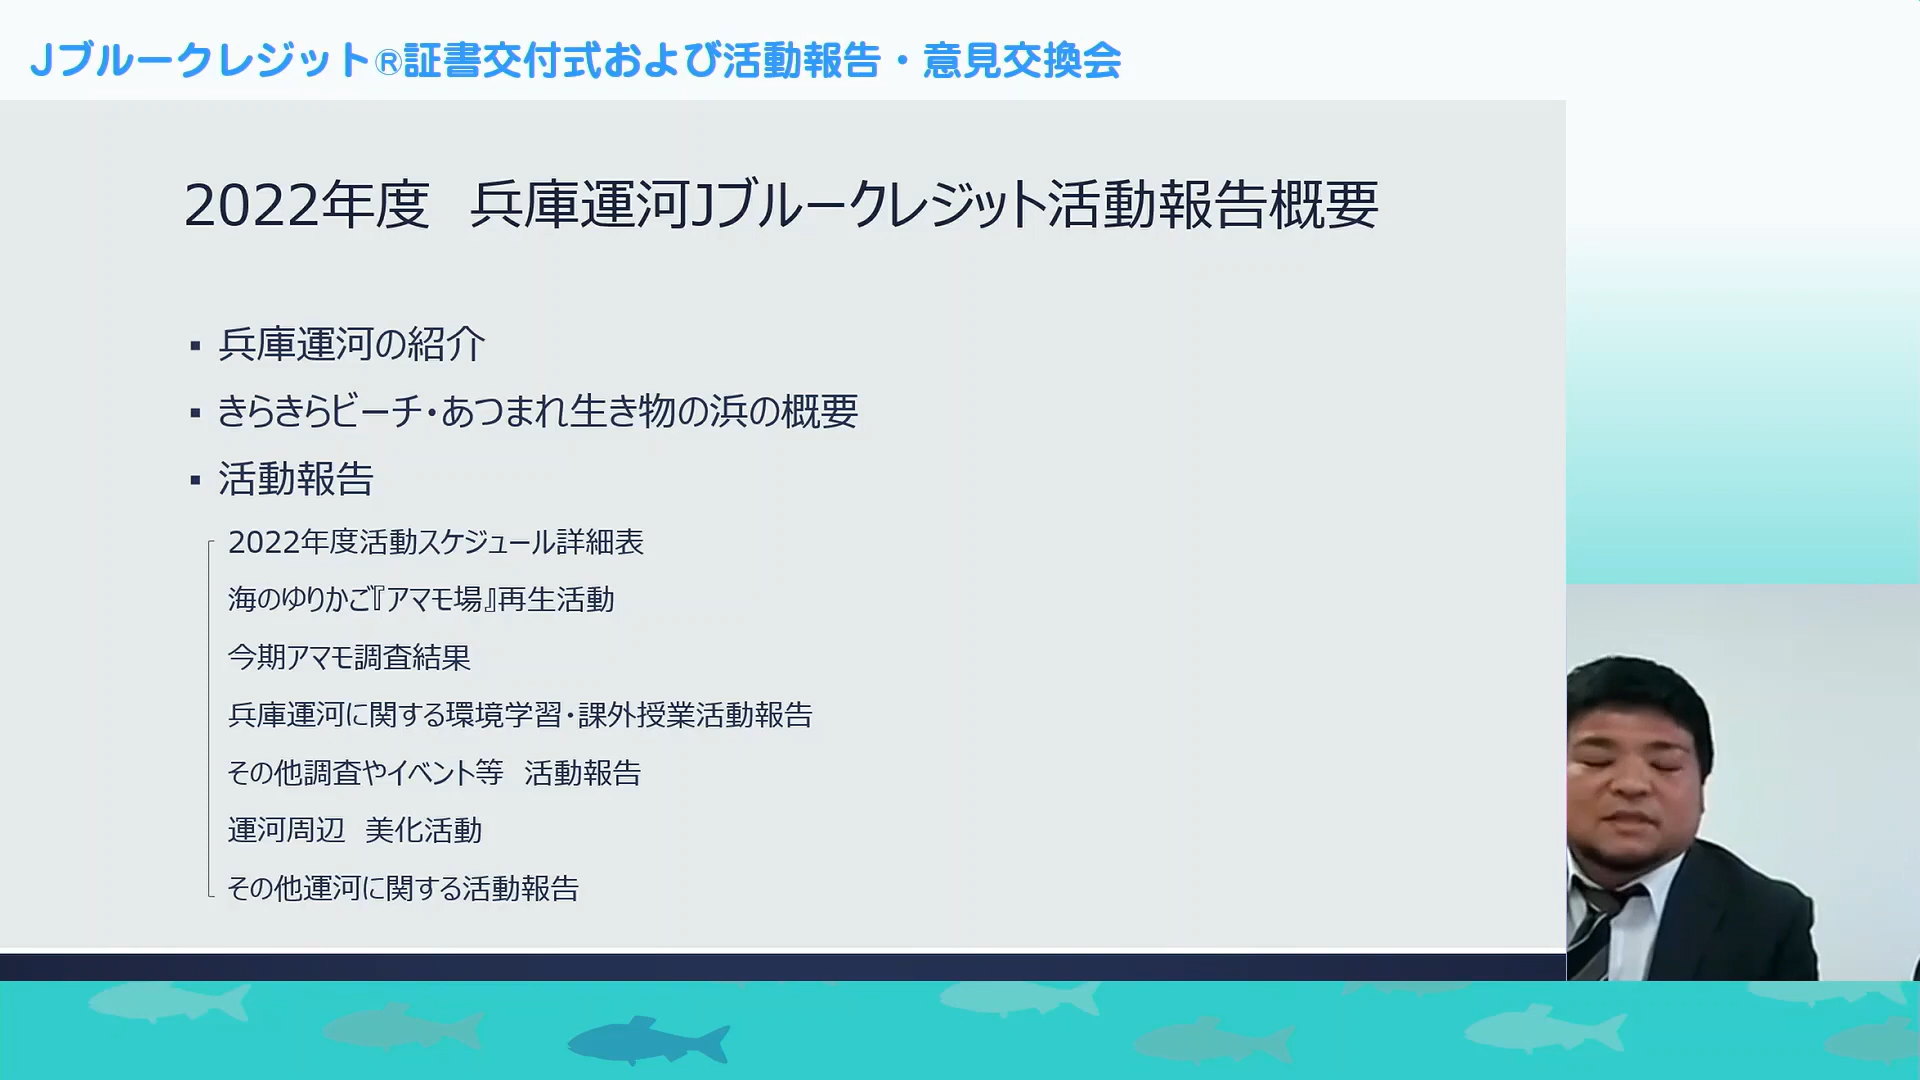 Jブルークレジット®証書交付式および活動報告・意見交換会
2022年度　兵庫運河Jブルークレジット活動報告概要
▪ 兵庫運河の紹介
▪ きらきらビーチ・あつまれ生き物の浜の概要
▪ 活動報告
2022年度活動スケジュール詳細表
海のゆりかご『アマモ場』再生活動
今期アマモ調査結果
兵庫運河に関する環境学習・課外授業活動報告
その他調査やイベント等　活動報告
運河周辺　美化活動
その他運河に関する活動報告